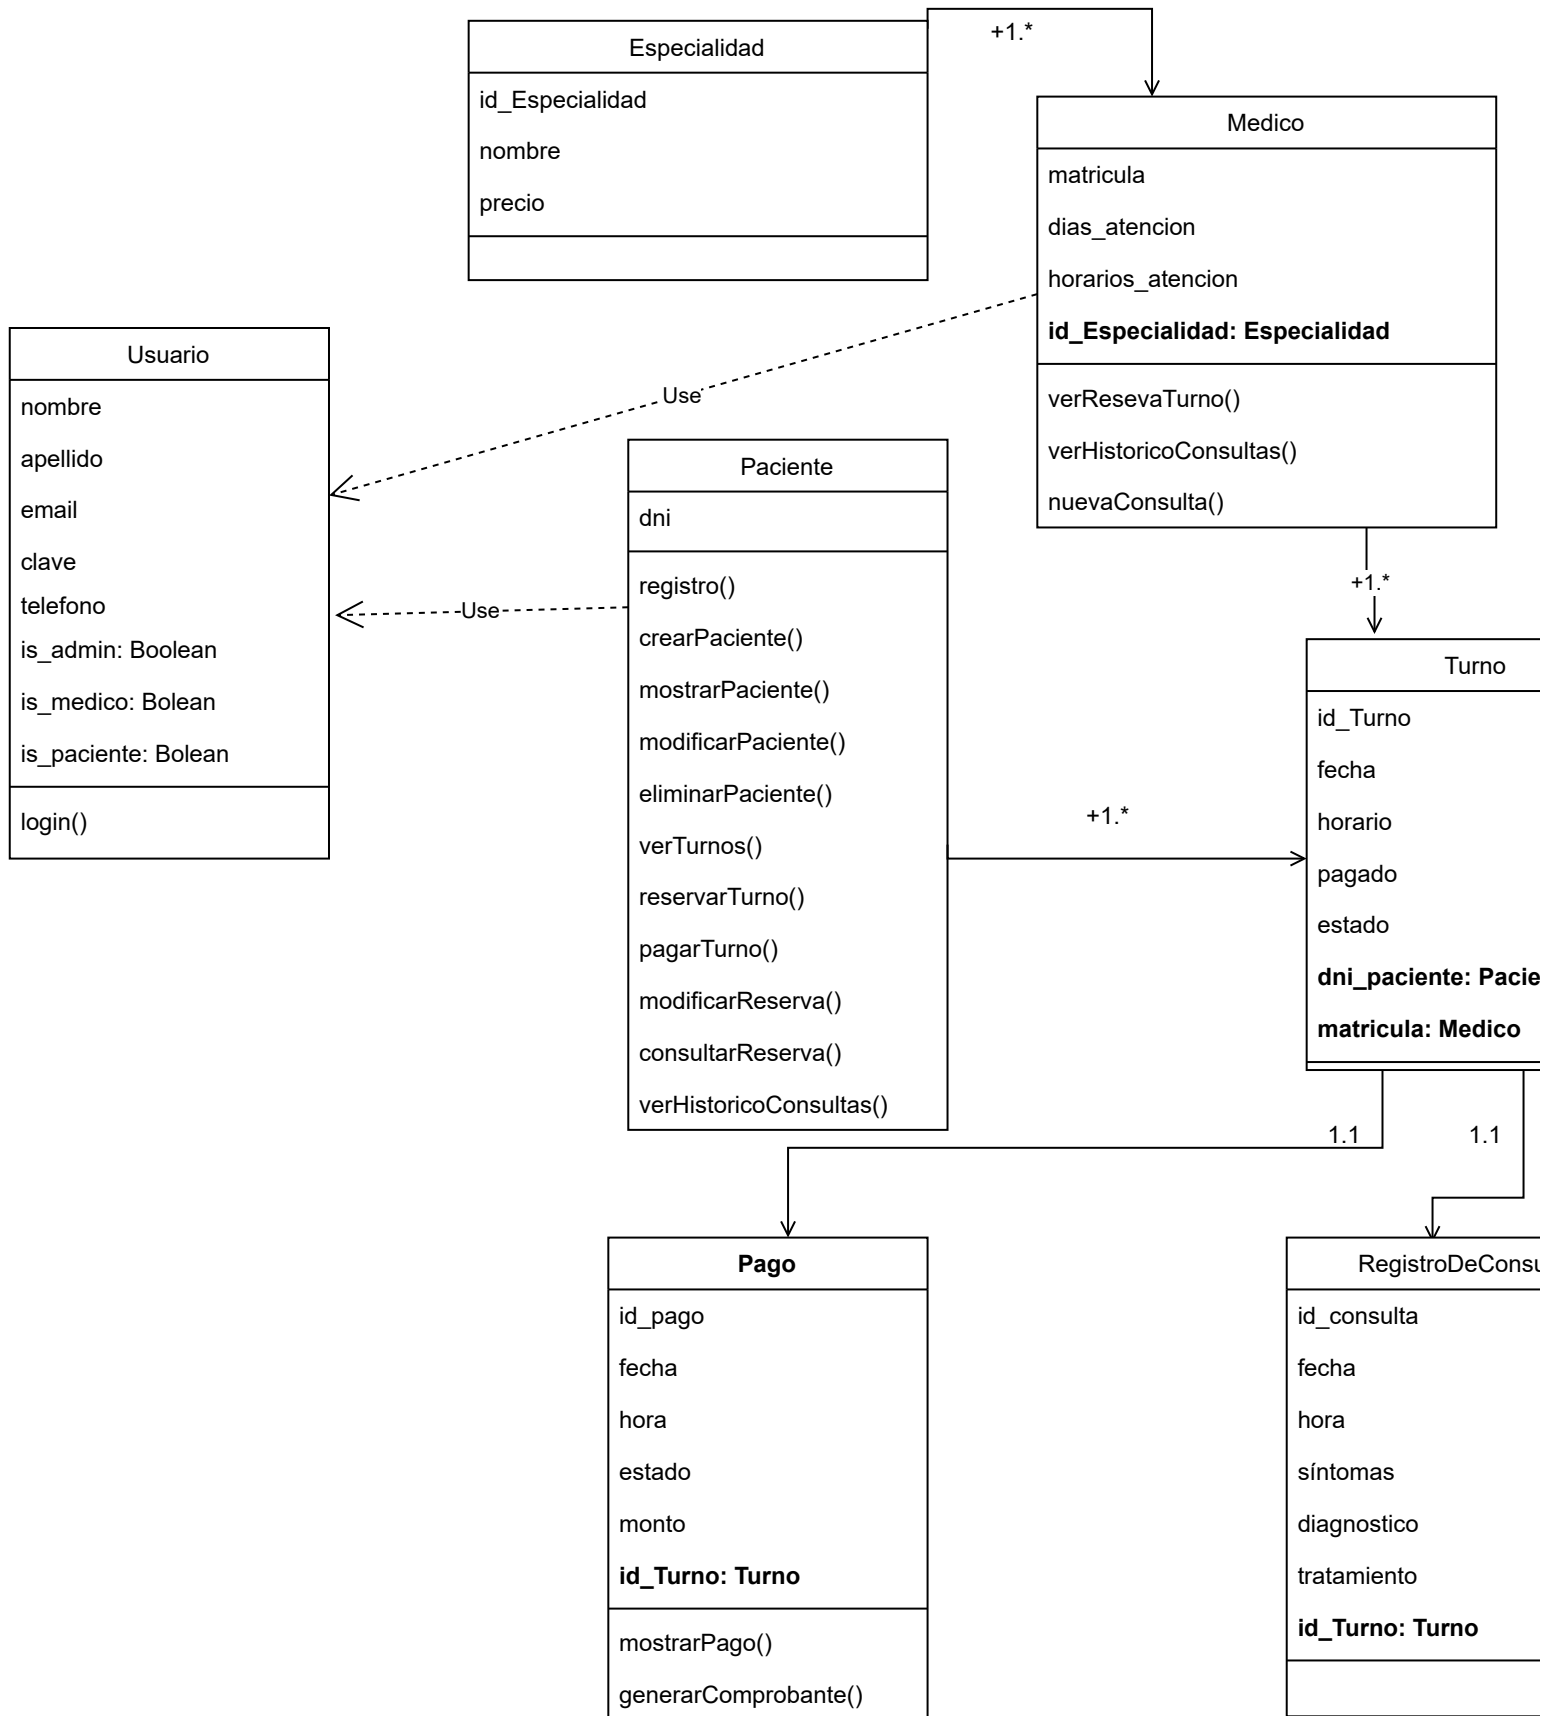 Especialidad
id_Especialidad
nombre
precio
+1.*
Medico
matricula
dias_atencion
horarios_atencion
id_Especialidad: Especialidad
verResevaTurno()
verHistoricoConsultas()
nuevaConsulta()
Use
Usuario
nombre
apellido
email
clave
telefono
is_admin: Boolean
is_medico: Bolean
is_paciente: Bolean
login()
Use
Paciente
dni
registro()
crearPaciente()
mostrarPaciente()
modificarPaciente()
eliminarPaciente()
verTurnos()
reservarTurno()
pagarTurno()
modificarReserva()
consultarReserva()
verHistoricoConsultas()
+1.*
+1.*
Turno
id_Turno
fecha
horario
pagado
estado
dni_paciente: Pacie
matricula: Medico
1.1
1.1
Pago
id_pago
fecha
hora
estado
monto
id_Turno: Turno
mostrarPago()
generarComprobante()
RegistroDeConsu
id_consulta
fecha
hora
síntomas
diagnostico
tratamiento
id_Turno: Turno